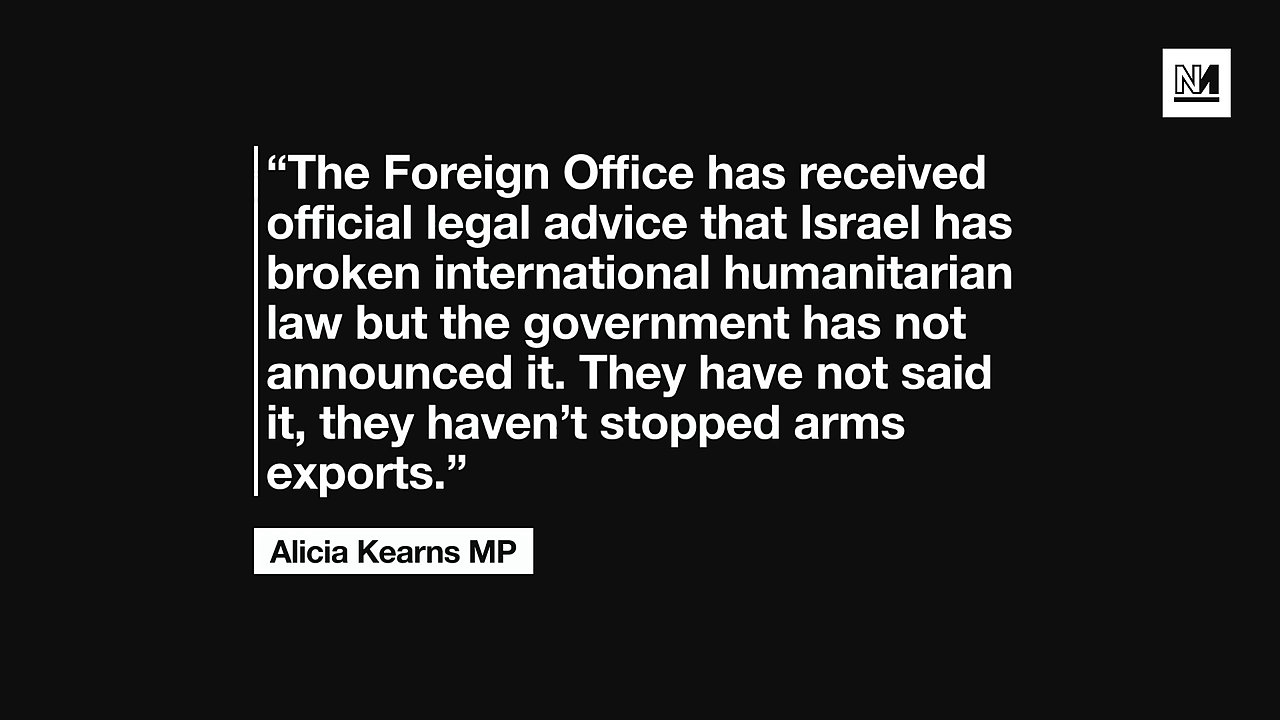 “The Foreign Office has received
official legal advice that Israel has
broken international humanitarian
law but the government has not
announced it. They have not said
it, they haven’t stopped arms
exports.”
Alicia Kearns MP